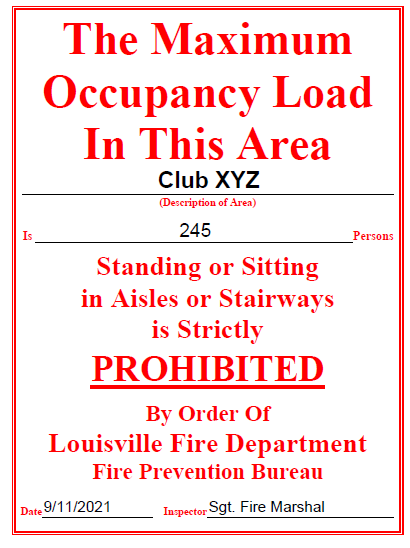 The Maximum
Occupancy Load
In This Area
Club XYZ
(Description of Area)
Is 245 Persons
Standing or Sitting
in Aisles or Stairways
is Strictly
PROHIBITED
By Order Of
Louisville Fire Department
Fire Prevention Bureau
Date 9/11/2021 Inspector Sgt. Fire Marshal